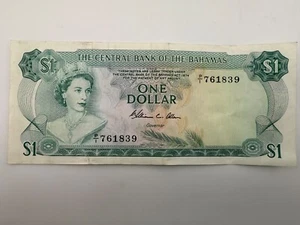 THE CENTRAL BANK OF THE BAHAMAS
$1
$1
THESE NOTES ARE LEGAL TENDER UNDER
THE CENTRAL BANK OF THE BAHAMAS ACT 1974
FOR THE PAYMENT OF ANY AMOUNT
761839
ONE
DOLLAR
761839
$1
$1